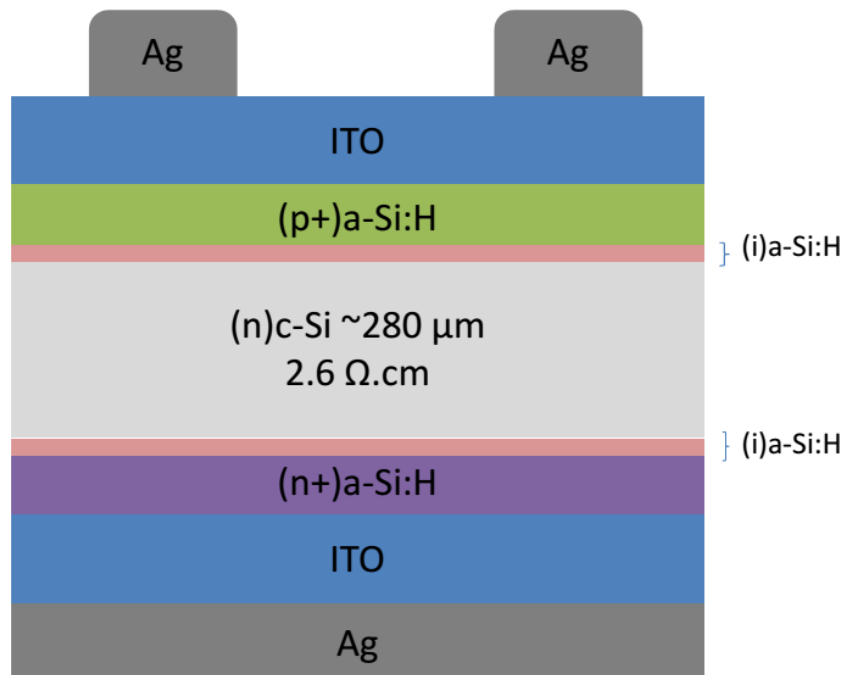 Ag
Ag
ITO
(p+)a-Si:H
(i)a-Si:H
(n)c-Si ~280 μm
2.6 Ω.cm
(i)a-Si:H
(n+)a-Si:H
ITO
Ag